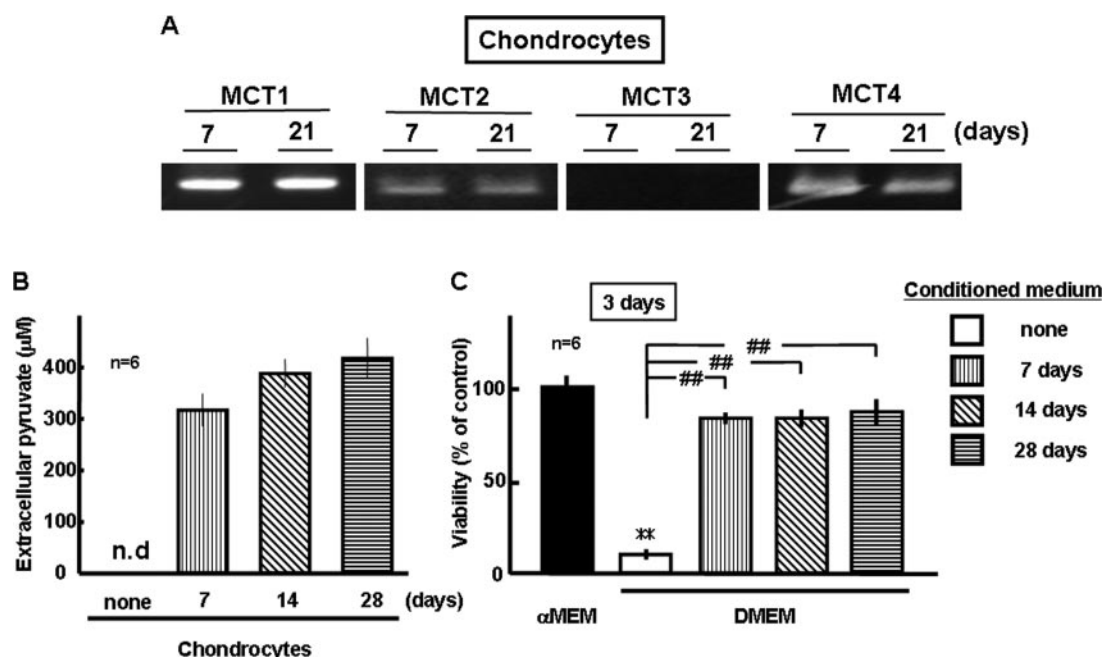 A
Chondrocytes
MCT1 MCT2 MCT3 MCT4
7 21 7 21 7 21 7 21 (days)
B
Extracellular pyruvate (μM)
n=6
400
300
400
200
100
0
n.d
none 7 14 28 (days)
Chondrocytes
C
3 days
Viability (% of control)
n=6
100
50
0
**
##
##
##
αMEM DMEM
Conditioned medium
none
7 days
14 days
28 days